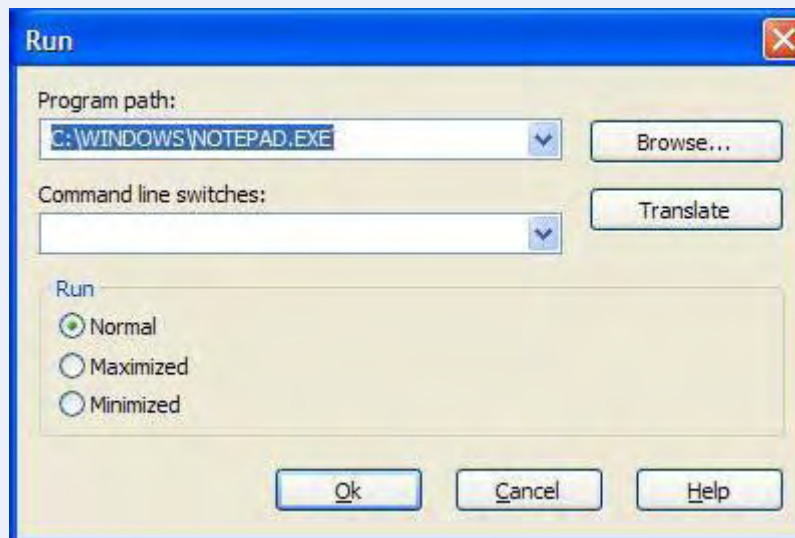 Run
Program path:
C:\WINDOWS\NOTEPAD.EXE
Browse...
Command line switches:
Translate
Run
Normal
Maximized
Minimized
Ok Cancel Help